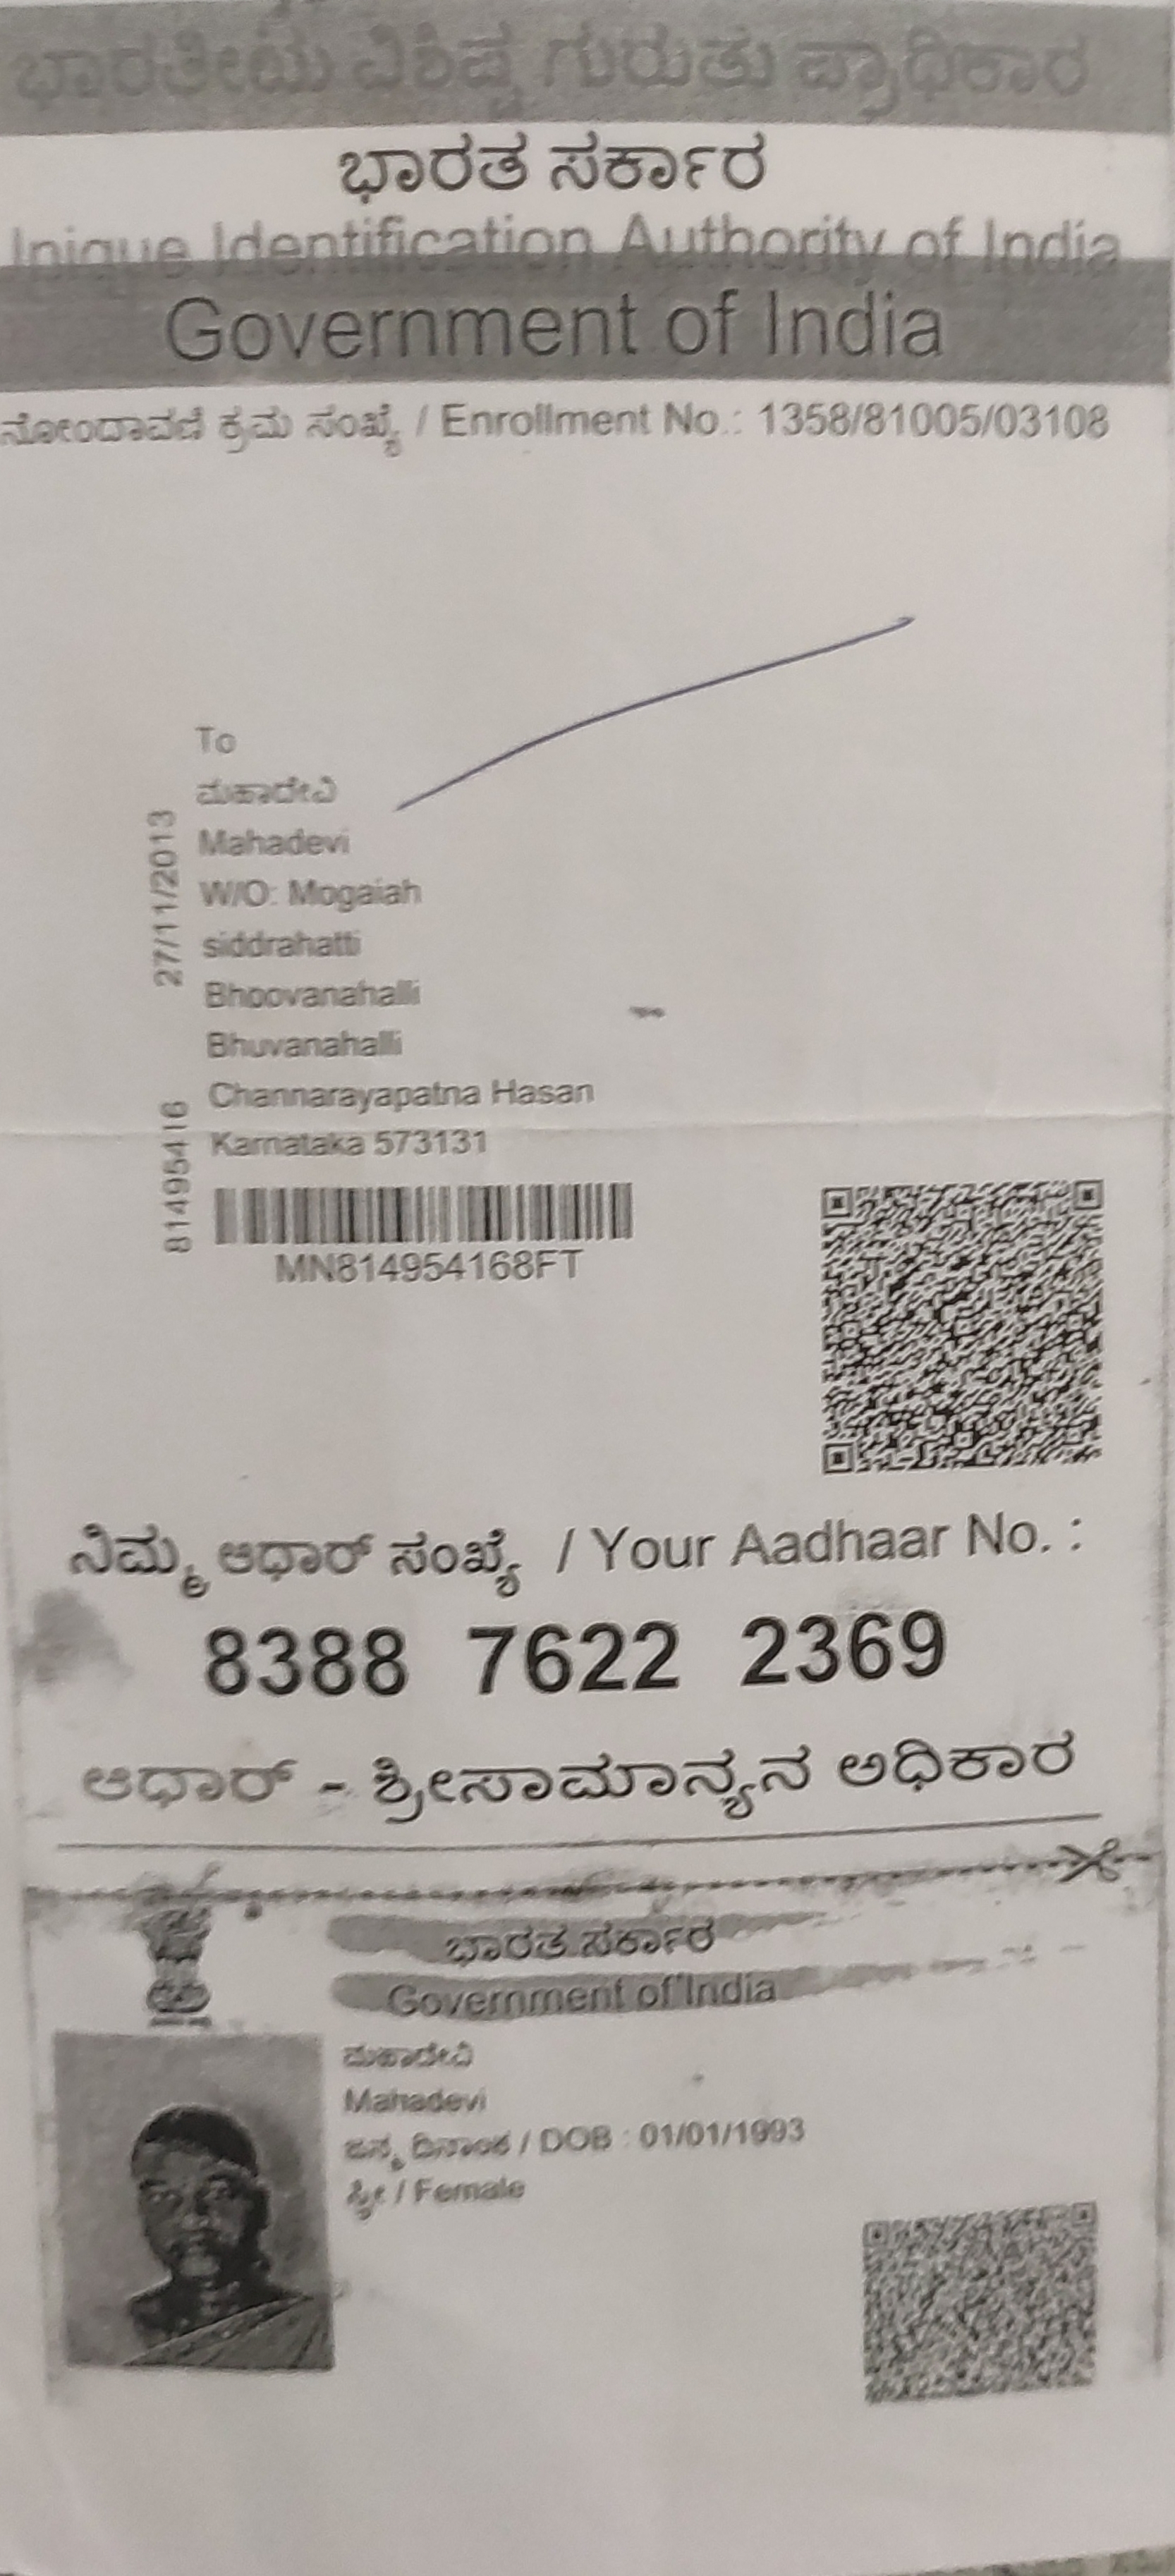 ಭಾರತೀಯ ವಿಶಿಷ್ಟ ಗುರುತು ಪ್ರಾಧಿಕಾರ
ಭಾರತ ಸರ್ಕಾರ
Unique Identification Authority of India
Government of India
ನೋಂದಾವಣಿ ಕ್ರಮ ಸಂಖ್ಯೆ / Enrollment No.: 1358/81005/03108
To
ಮಹಾದೇವಿ
Mahadevi
W/O: Mogaiah
siddrahatti
Bhoovanahalli
Bhuvanahalli
Channarayapatna Hasan
Karnataka 573131
27/11/2013
81495416
MN814954168FT
ನಿಮ್ಮ ಆಧಾರ್ ಸಂಖ್ಯೆ / Your Aadhaar No. :
8388 7622 2369
ಆಧಾರ್ - ಶ್ರೀಸಾಮಾನ್ಯನ ಅಧಿಕಾರ
ಭಾರತ ಸರ್ಕಾರ
Government of India
ಮಹಾದೇವಿ
Mahadevi
ಜನ್ಮ ದಿನಾಂಕ / DOB : 01/01/1993
ಸ್ತ್ರೀ / Female